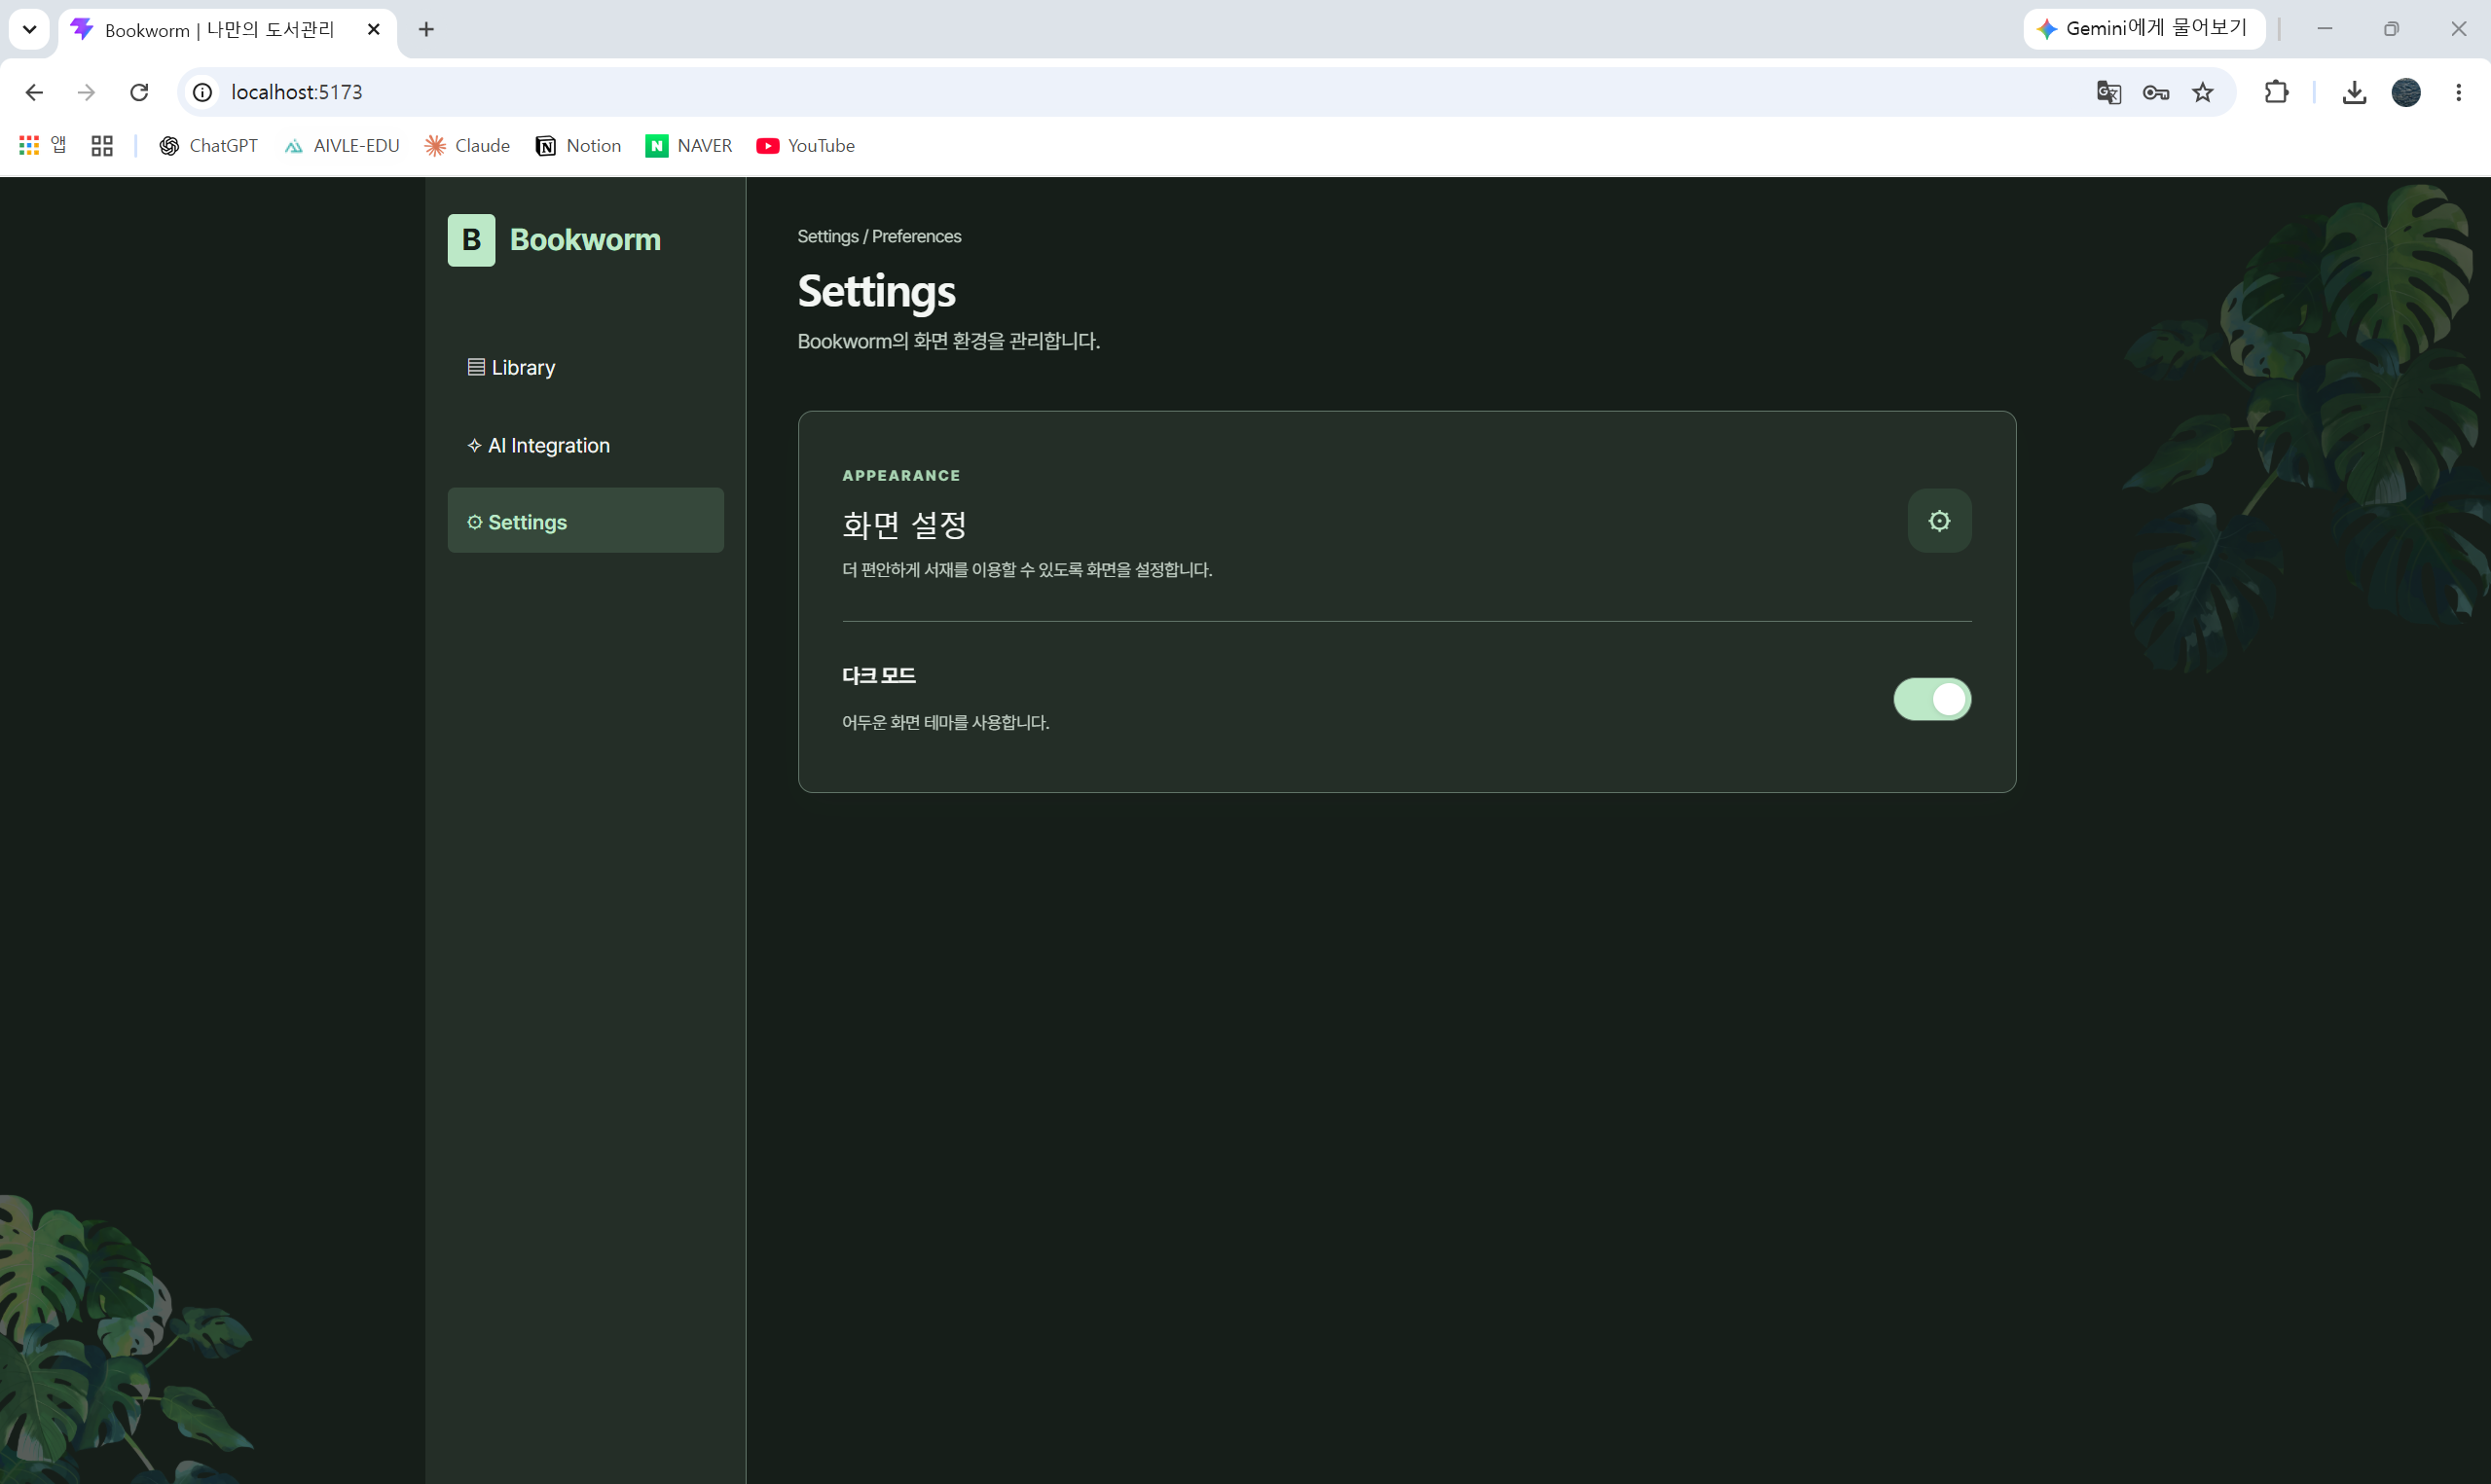 Bookworm | 나만의 도서관리
Gemini에게 물어보기
localhost:5173
앱
ChatGPT
AIVLE-EDU
Claude
Notion
NAVER
YouTube
B Bookworm
Library
AI Integration
Settings
Settings / Preferences
Settings
Bookworm의 화면 환경을 관리합니다.
APPEARANCE
화면 설정
더 편안하게 서재를 이용할 수 있도록 화면을 설정합니다.
다크 모드
어두운 화면 테마를 사용합니다.